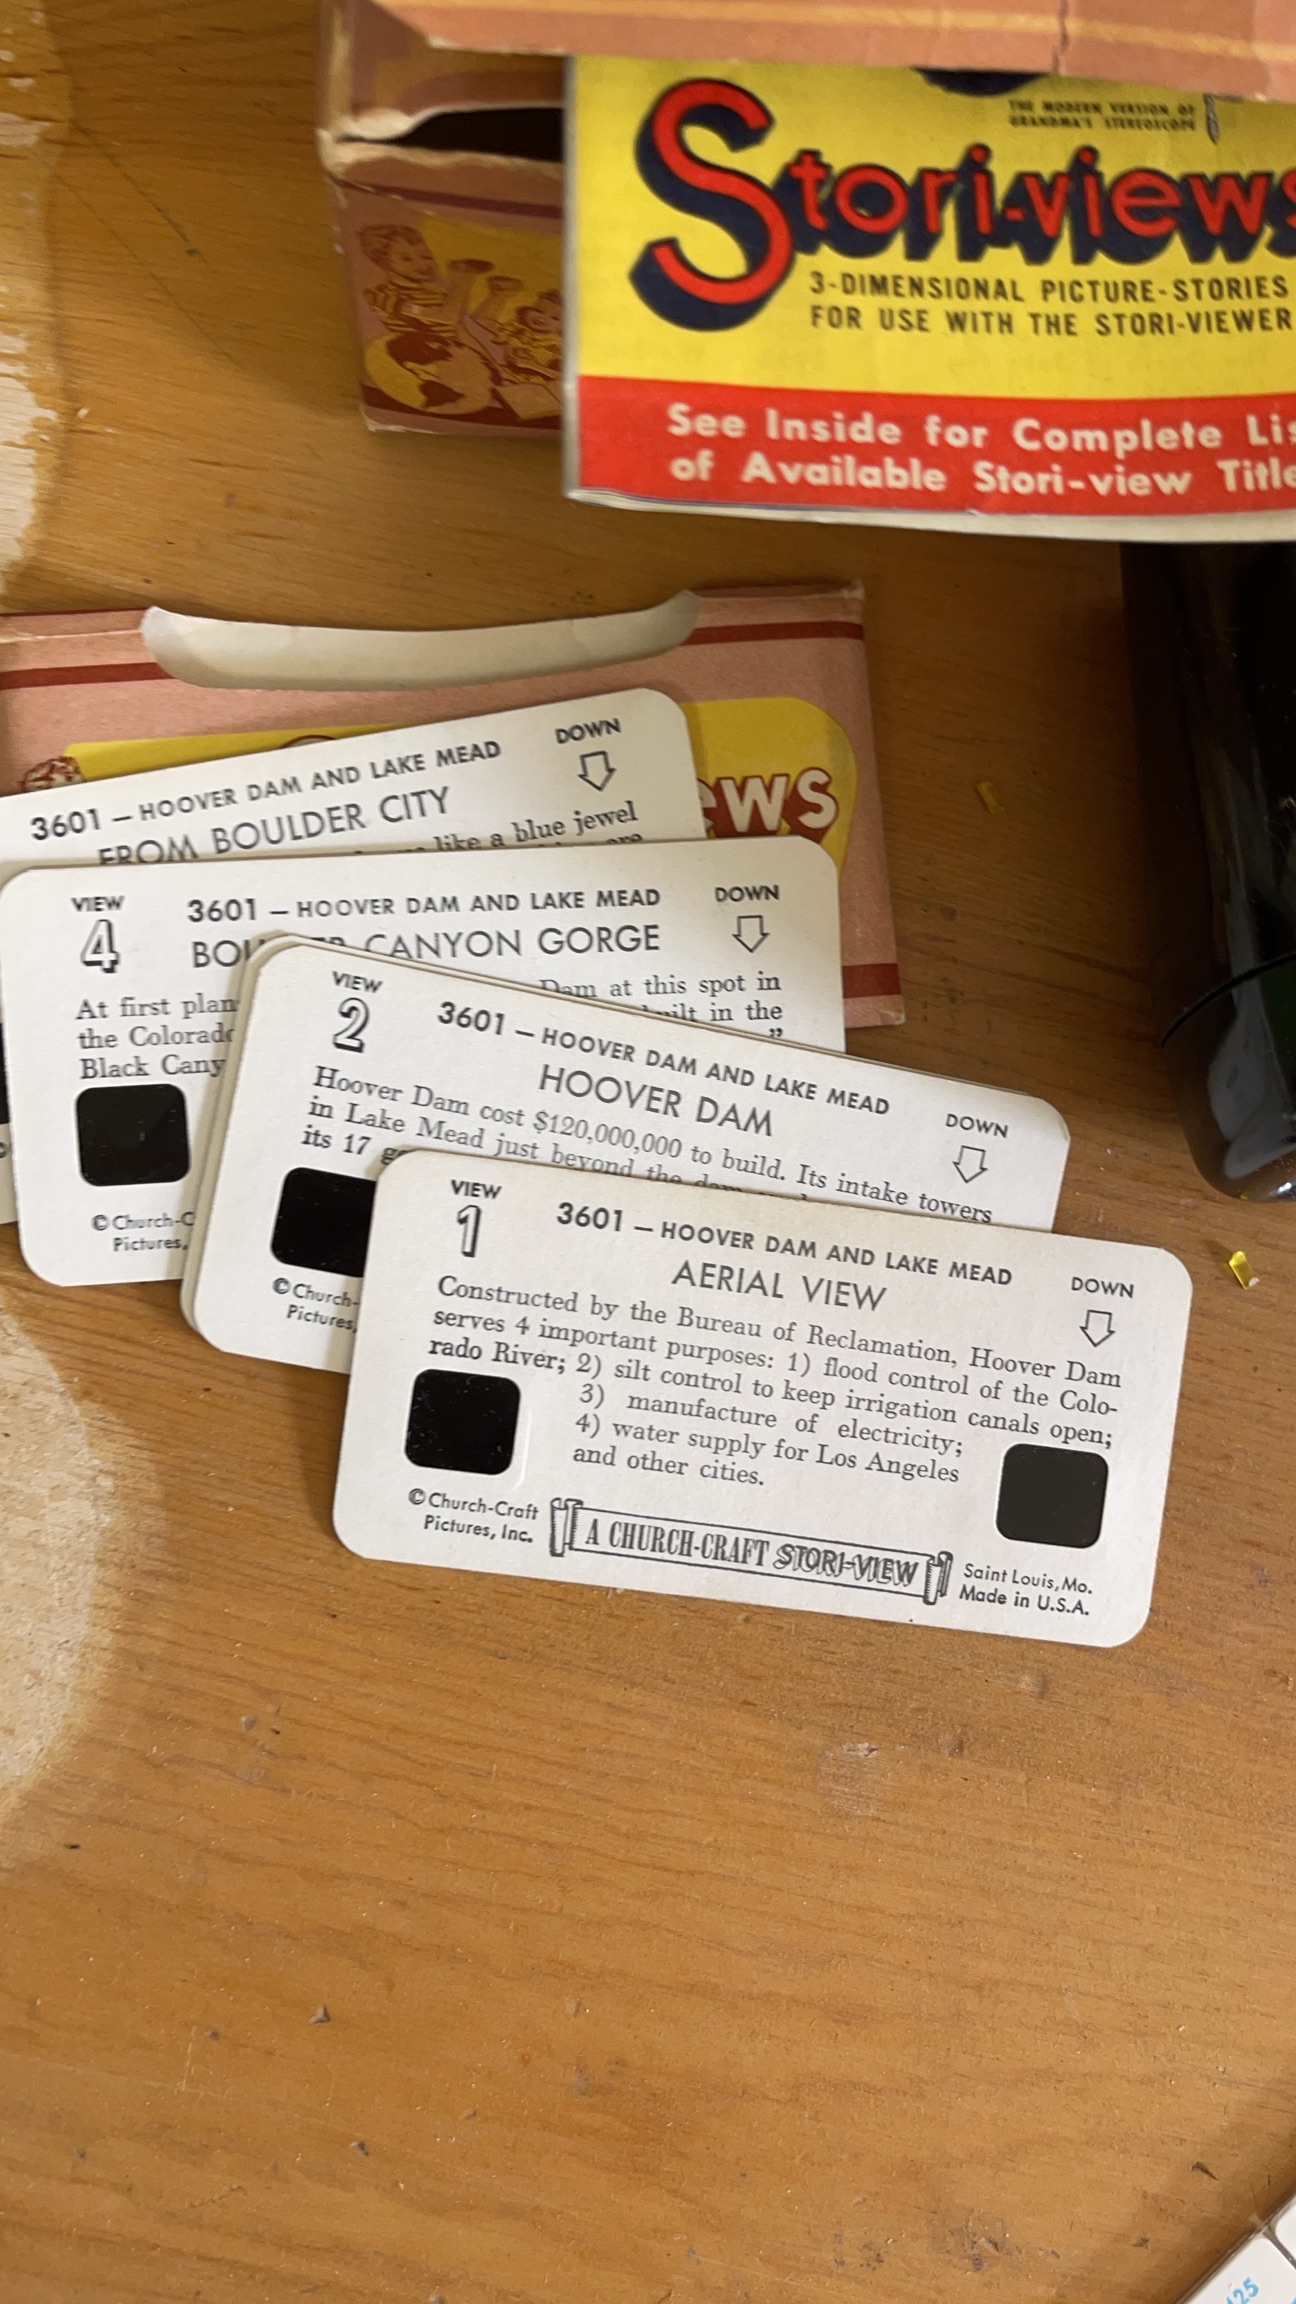 THE MODERN VERSION OF
GRANDMA'S STEREOSCOPE
Stori-views
3-DIMENSIONAL PICTURE-STORIES
FOR USE WITH THE STORI-VIEWER
See Inside for Complete Lis
of Available Stori-view Title
ews
DOWN
3601 – HOOVER DAM AND LAKE MEAD
FROM BOULDER CITY
like a blue jewel
VIEW
4
3601 – HOOVER DAM AND LAKE MEAD
DOWN
CANYON GORGE
At first plan
Dam at this spot in
the Colorad
built in the
Black Cany
©Church-C
Pictures,
VIEW
2
3601 – HOOVER DAM AND LAKE MEAD
DOWN
HOOVER DAM
Hoover Dam cost $120,000,000 to build. Its intake towers
in Lake Mead just beyond the dam
its 17
©Church-
Pictures,
VIEW
1
3601 – HOOVER DAM AND LAKE MEAD
DOWN
AERIAL VIEW
Constructed by the Bureau of Reclamation, Hoover Dam
serves 4 important purposes: 1) flood control of the Colo-
rado River; 2) silt control to keep irrigation canals open;
3) manufacture of electricity;
4) water supply for Los Angeles
and other cities.
©Church-Craft
Pictures, Inc.
A CHURCH-CRAFT STORI-VIEW
Saint Louis, Mo.
Made in U.S.A.
125